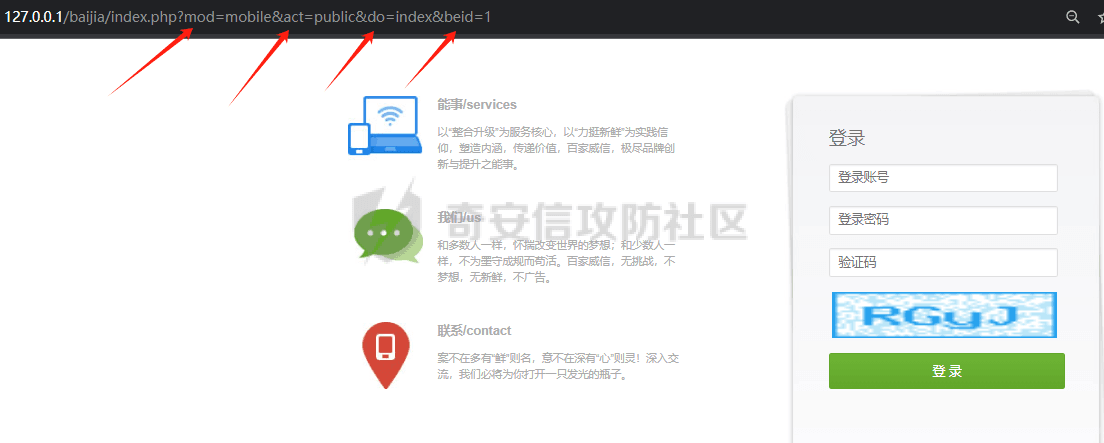 127.0.0.1/baijia/index.php?mod=mobile&act=public&do=index&beid=1
能事/services
以“整合升级”为服务核心，以“力挺新鲜”为实践信
仰，塑造内涵，传递价值，百家威信，极尽品牌创
新与提升之能事。
我们/us
和多数人一样，怀揣改变世界的梦想；和少数人一
样，不为墨守成规而苟活。百家威信，无挑战，不
梦想，无新鲜，不广告。
联系/contact
案不在多有“鲜”则名，意不在深有“心”则灵！深入交
流，我们必将为你打开一只发光的瓶子。
奇安信攻防社区
登录
登录账号
登录密码
验证码
RGyJ
登录